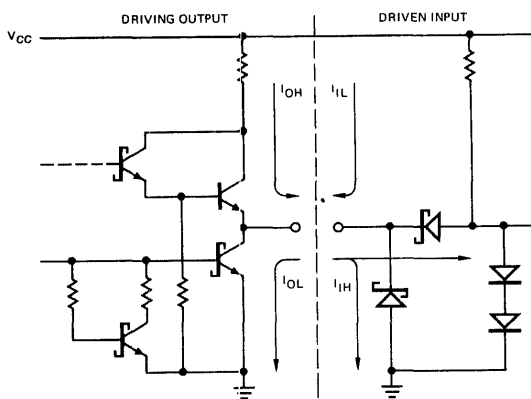 DRIVING OUTPUT
DRIVEN INPUT
VCC
IOH
IIL
IOL
IIH